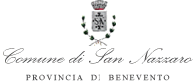 Comune di San Nazzaro
PROVINCIA DI BENEVENTO